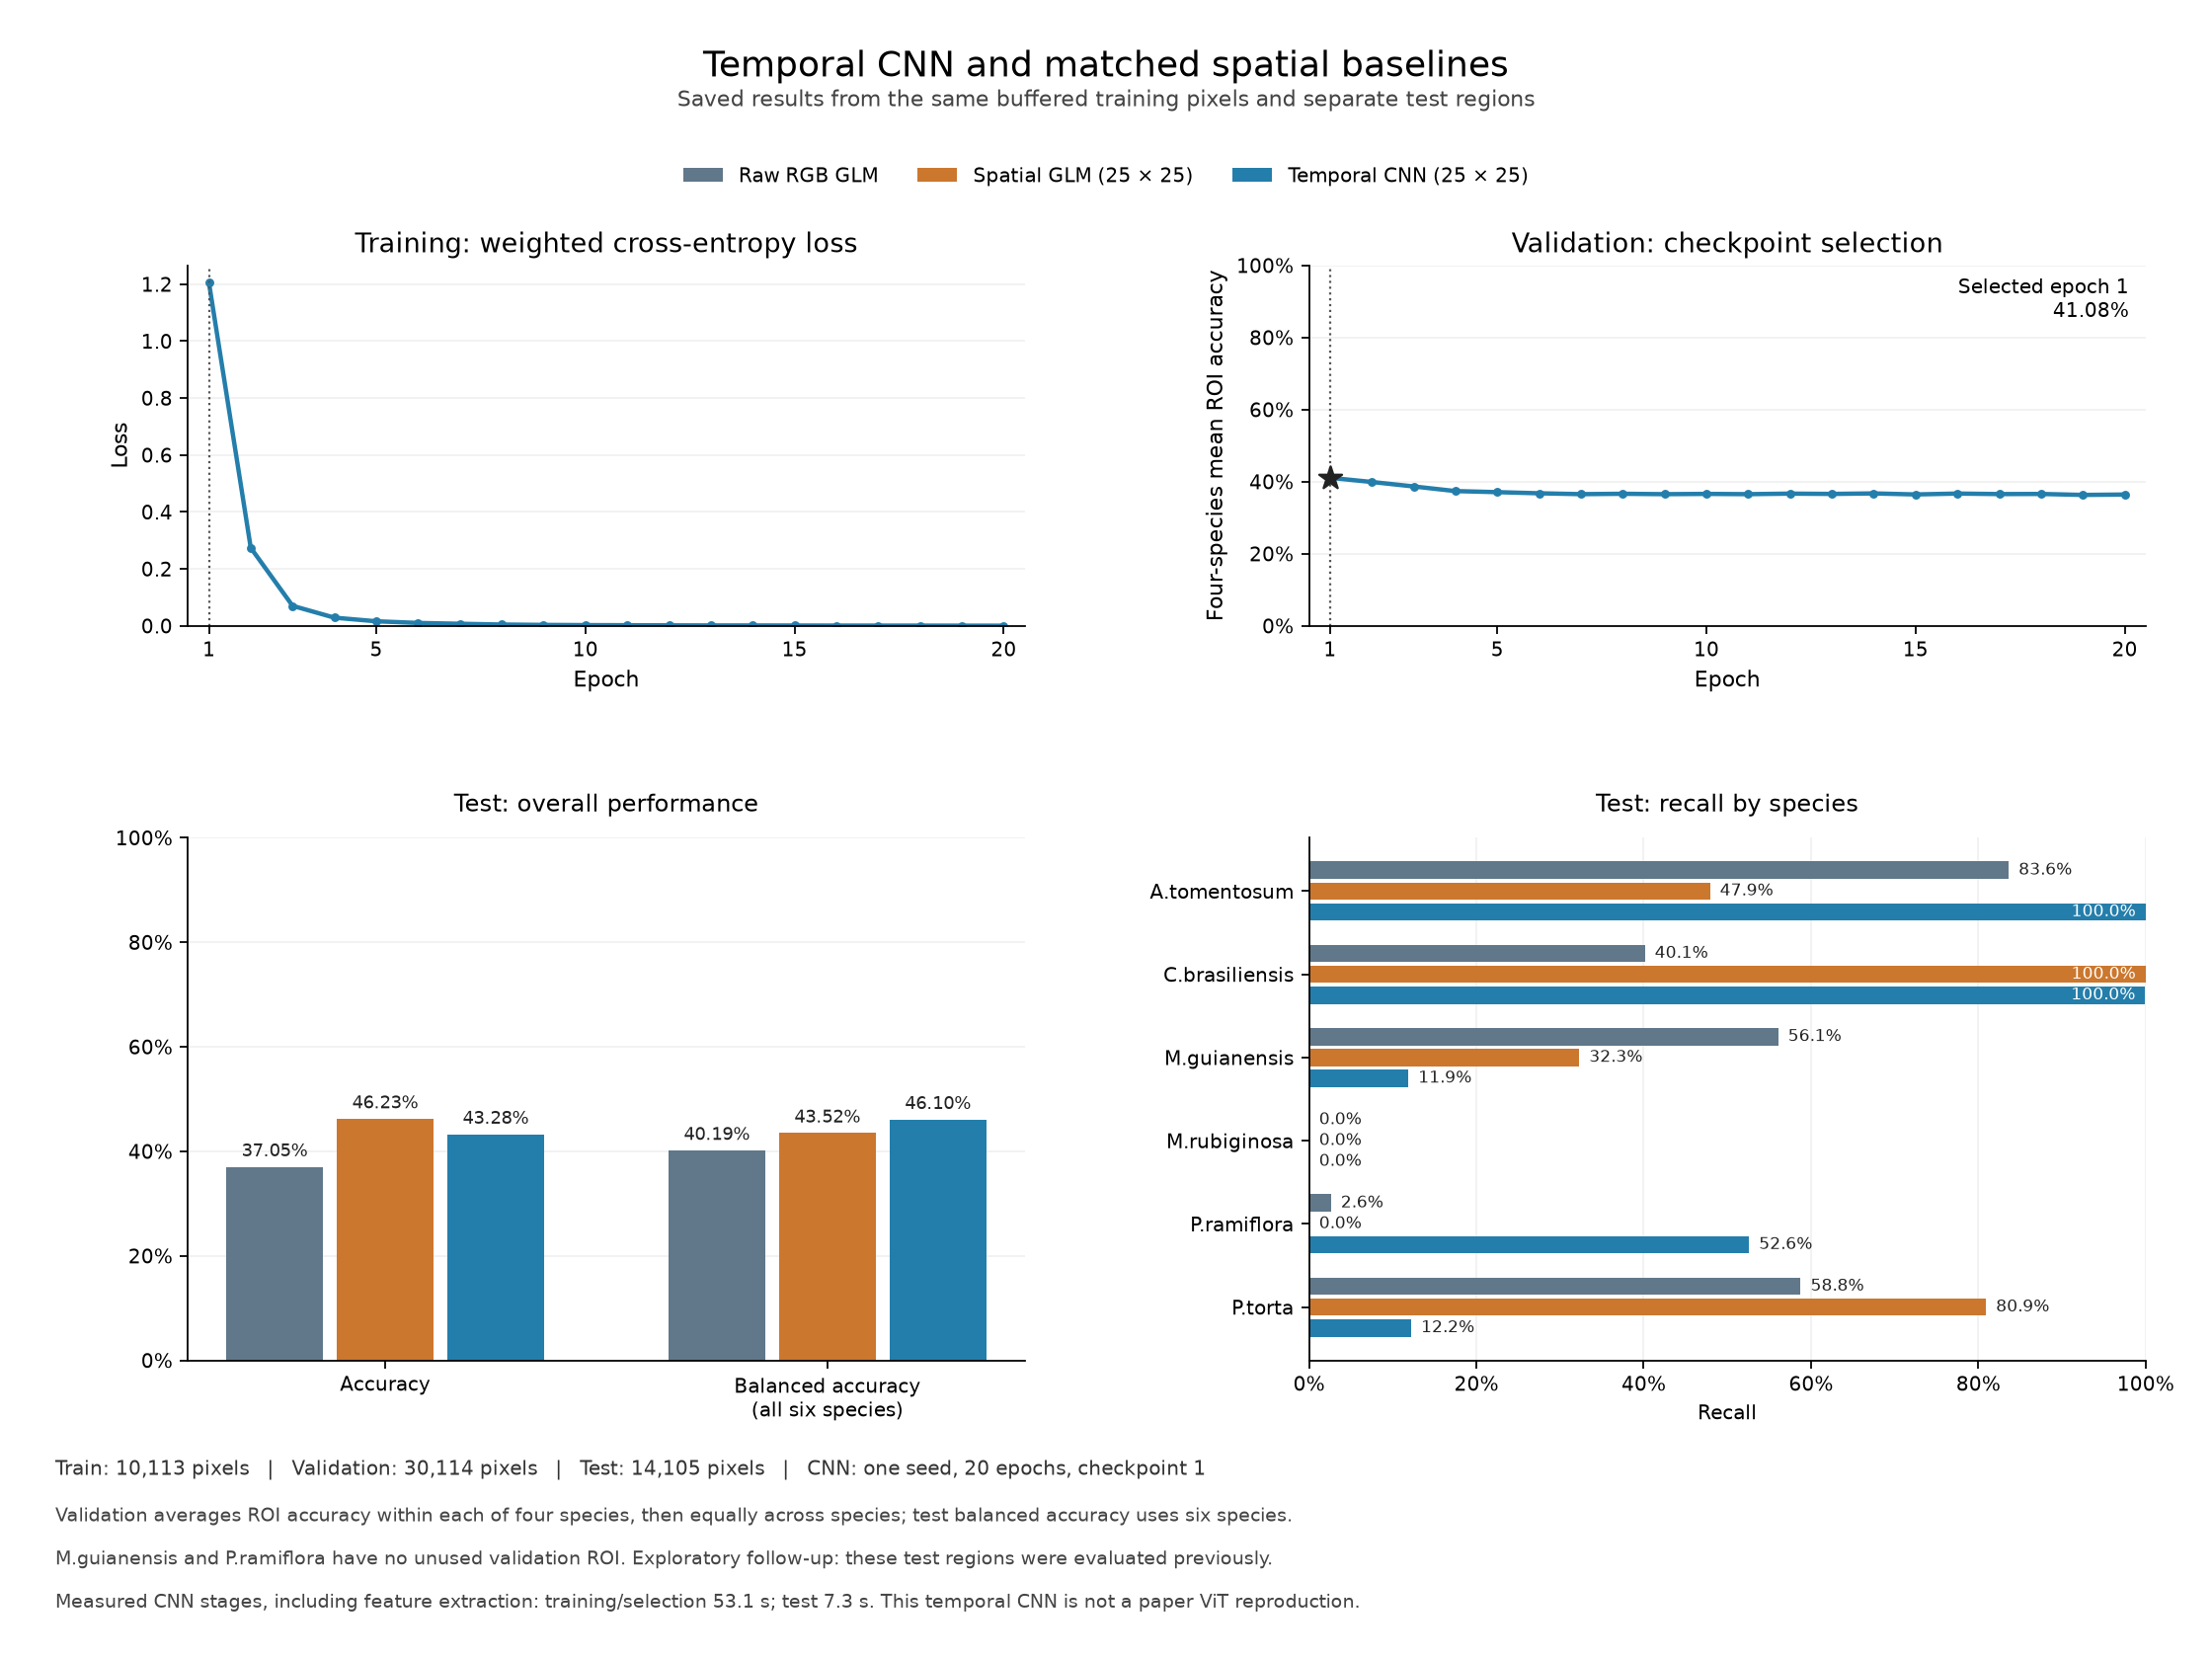 Temporal CNN and matched spatial baselines
Saved results from the same buffered training pixels and separate test regions
Raw RGB GLM
Spatial GLM (25 × 25)
Temporal CNN (25 × 25)
Training: weighted cross-entropy loss
1.2
1.0
0.8
0.6
0.4
0.2
0.0
Loss
1
5
10
15
20
Epoch
Validation: checkpoint selection
100%
80%
60%
40%
20%
0%
Four-species mean ROI accuracy
Selected epoch 1
41.08%
1
5
10
15
20
Epoch
Test: overall performance
100%
80%
60%
40%
20%
0%
37.05%
46.23%
43.28%
40.19%
43.52%
46.10%
Accuracy
Balanced accuracy
(all six species)
Test: recall by species
A.tomentosum
83.6%
47.9%
100.0%
C.brasiliensis
40.1%
100.0%
100.0%
M.guianensis
56.1%
32.3%
11.9%
M.rubiginosa
0.0%
0.0%
0.0%
P.ramiflora
2.6%
0.0%
52.6%
P.torta
58.8%
80.9%
12.2%
0%
20%
40%
60%
80%
100%
Recall
Train: 10,113 pixels | Validation: 30,114 pixels | Test: 14,105 pixels | CNN: one seed, 20 epochs, checkpoint 1
Validation averages ROI accuracy within each of four species, then equally across species; test balanced accuracy uses six species.
M.guianensis and P.ramiflora have no unused validation ROI. Exploratory follow-up: these test regions were evaluated previously.
Measured CNN stages, including feature extraction: training/selection 53.1 s; test 7.3 s. This temporal CNN is not a paper ViT reproduction.